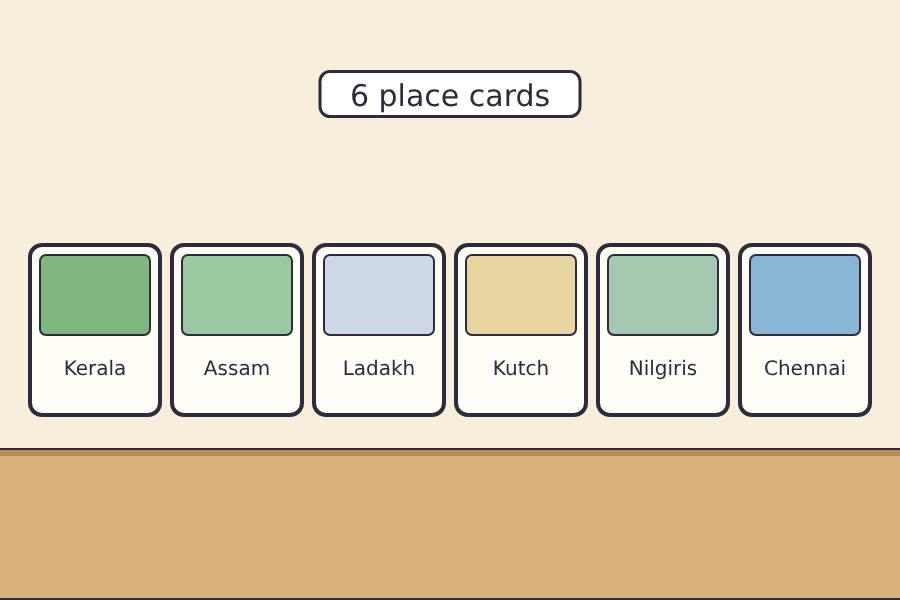 6 place cards
Kerala
Assam
Ladakh
Kutch
Nilgiris
Chennai